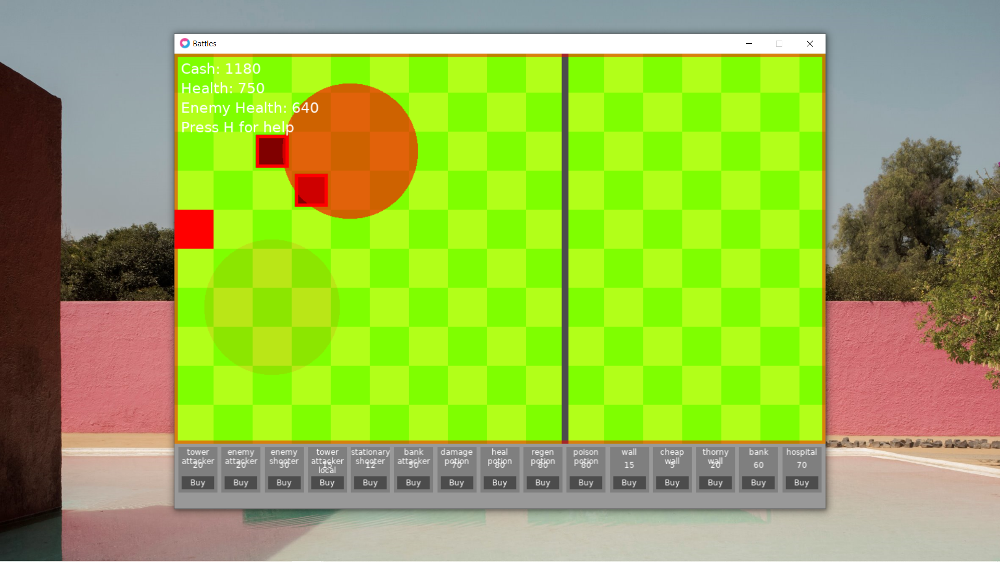 Battles
Cash: 1180
Health: 750
Enemy Health: 640
Press H for help
tower
attacker
20
Buy
enemy
attacker
20
Buy
enemy
shooter
30
Buy
tower
attacker
local
15
Buy
stationary
shooter
12
Buy
bank
attacker
50
Buy
damage
potion
70
Buy
heal
potion
80
Buy
regen
potion
80
Buy
poison
potion
80
Buy
wall
15
Buy
cheap
wall
5
Buy
thorny
wall
20
Buy
bank
60
Buy
hospital
70
Buy